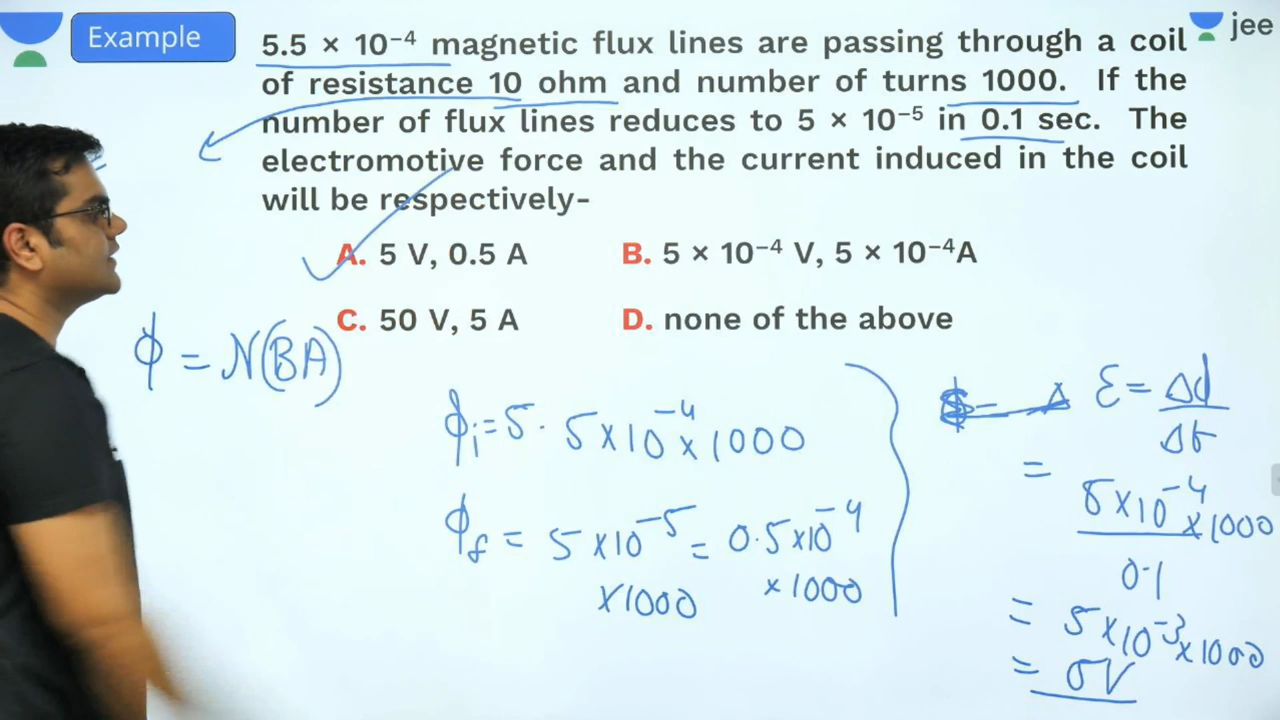 Example
jee
5.5 × 10⁻⁴ magnetic flux lines are passing through a coil
of resistance 10 ohm and number of turns 1000. If the
number of flux lines reduces to 5 × 10⁻⁵ in 0.1 sec. The
electromotive force and the current induced in the coil
will be respectively-
A. 5 V, 0.5 A
B. 5 × 10⁻⁴ V, 5 × 10⁻⁴A
C. 50 V, 5 A
D. none of the above
ϕ = N(BA)
ϕi = 5.5×10⁻⁴ × 1000
ϕf = 5×10⁻⁵ = 0.5×10⁻⁴
×1000 ×1000
ε = Δϕ
Δt
= 5×10⁻⁴ ×1000
0.1
= 5×10⁻³ ×1000
= 5V